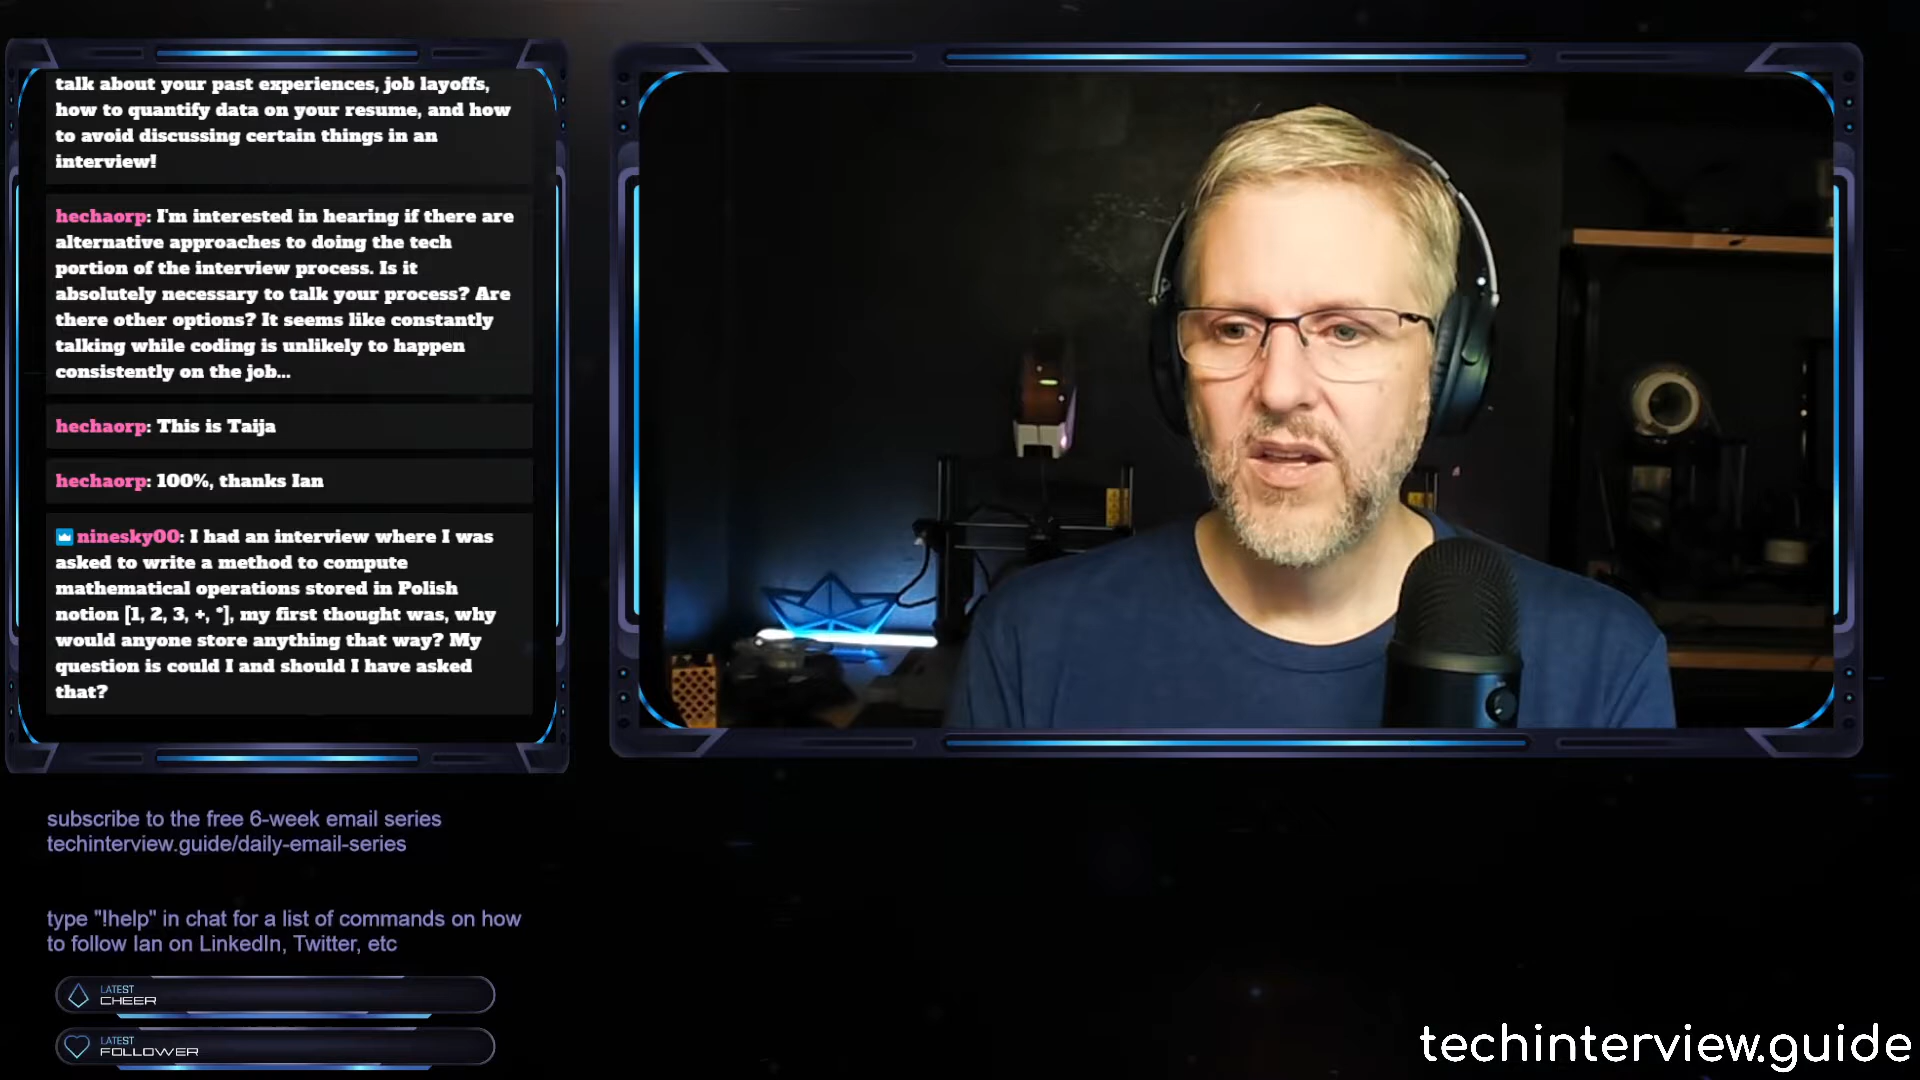 talk about your past experiences, job layoffs,
how to quantify data on your resume, and how
to avoid discussing certain things in an
interview!
hechaorp: I'm interested in hearing if there are
alternative approaches to doing the tech
portion of the interview process. Is it
absolutely necessary to talk your process? Are
there other options? It seems like constantly
talking while coding is unlikely to happen
consistently on the job...
hechaorp: This is Taija
hechaorp: 100%, thanks Ian
ninesky00: I had an interview where I was
asked to write a method to compute
mathematical operations stored in Polish
notion [1, 2, 3, +, *], my first thought was, why
would anyone store anything that way? My
question is could I and should I have asked
that?
subscribe to the free 6-week email series
techinterview.guide/daily-email-series
type "!help" in chat for a list of commands on how
to follow Ian on LinkedIn, Twitter, etc
LATEST
CHEER
LATEST
FOLLOWER
techinterview.guide